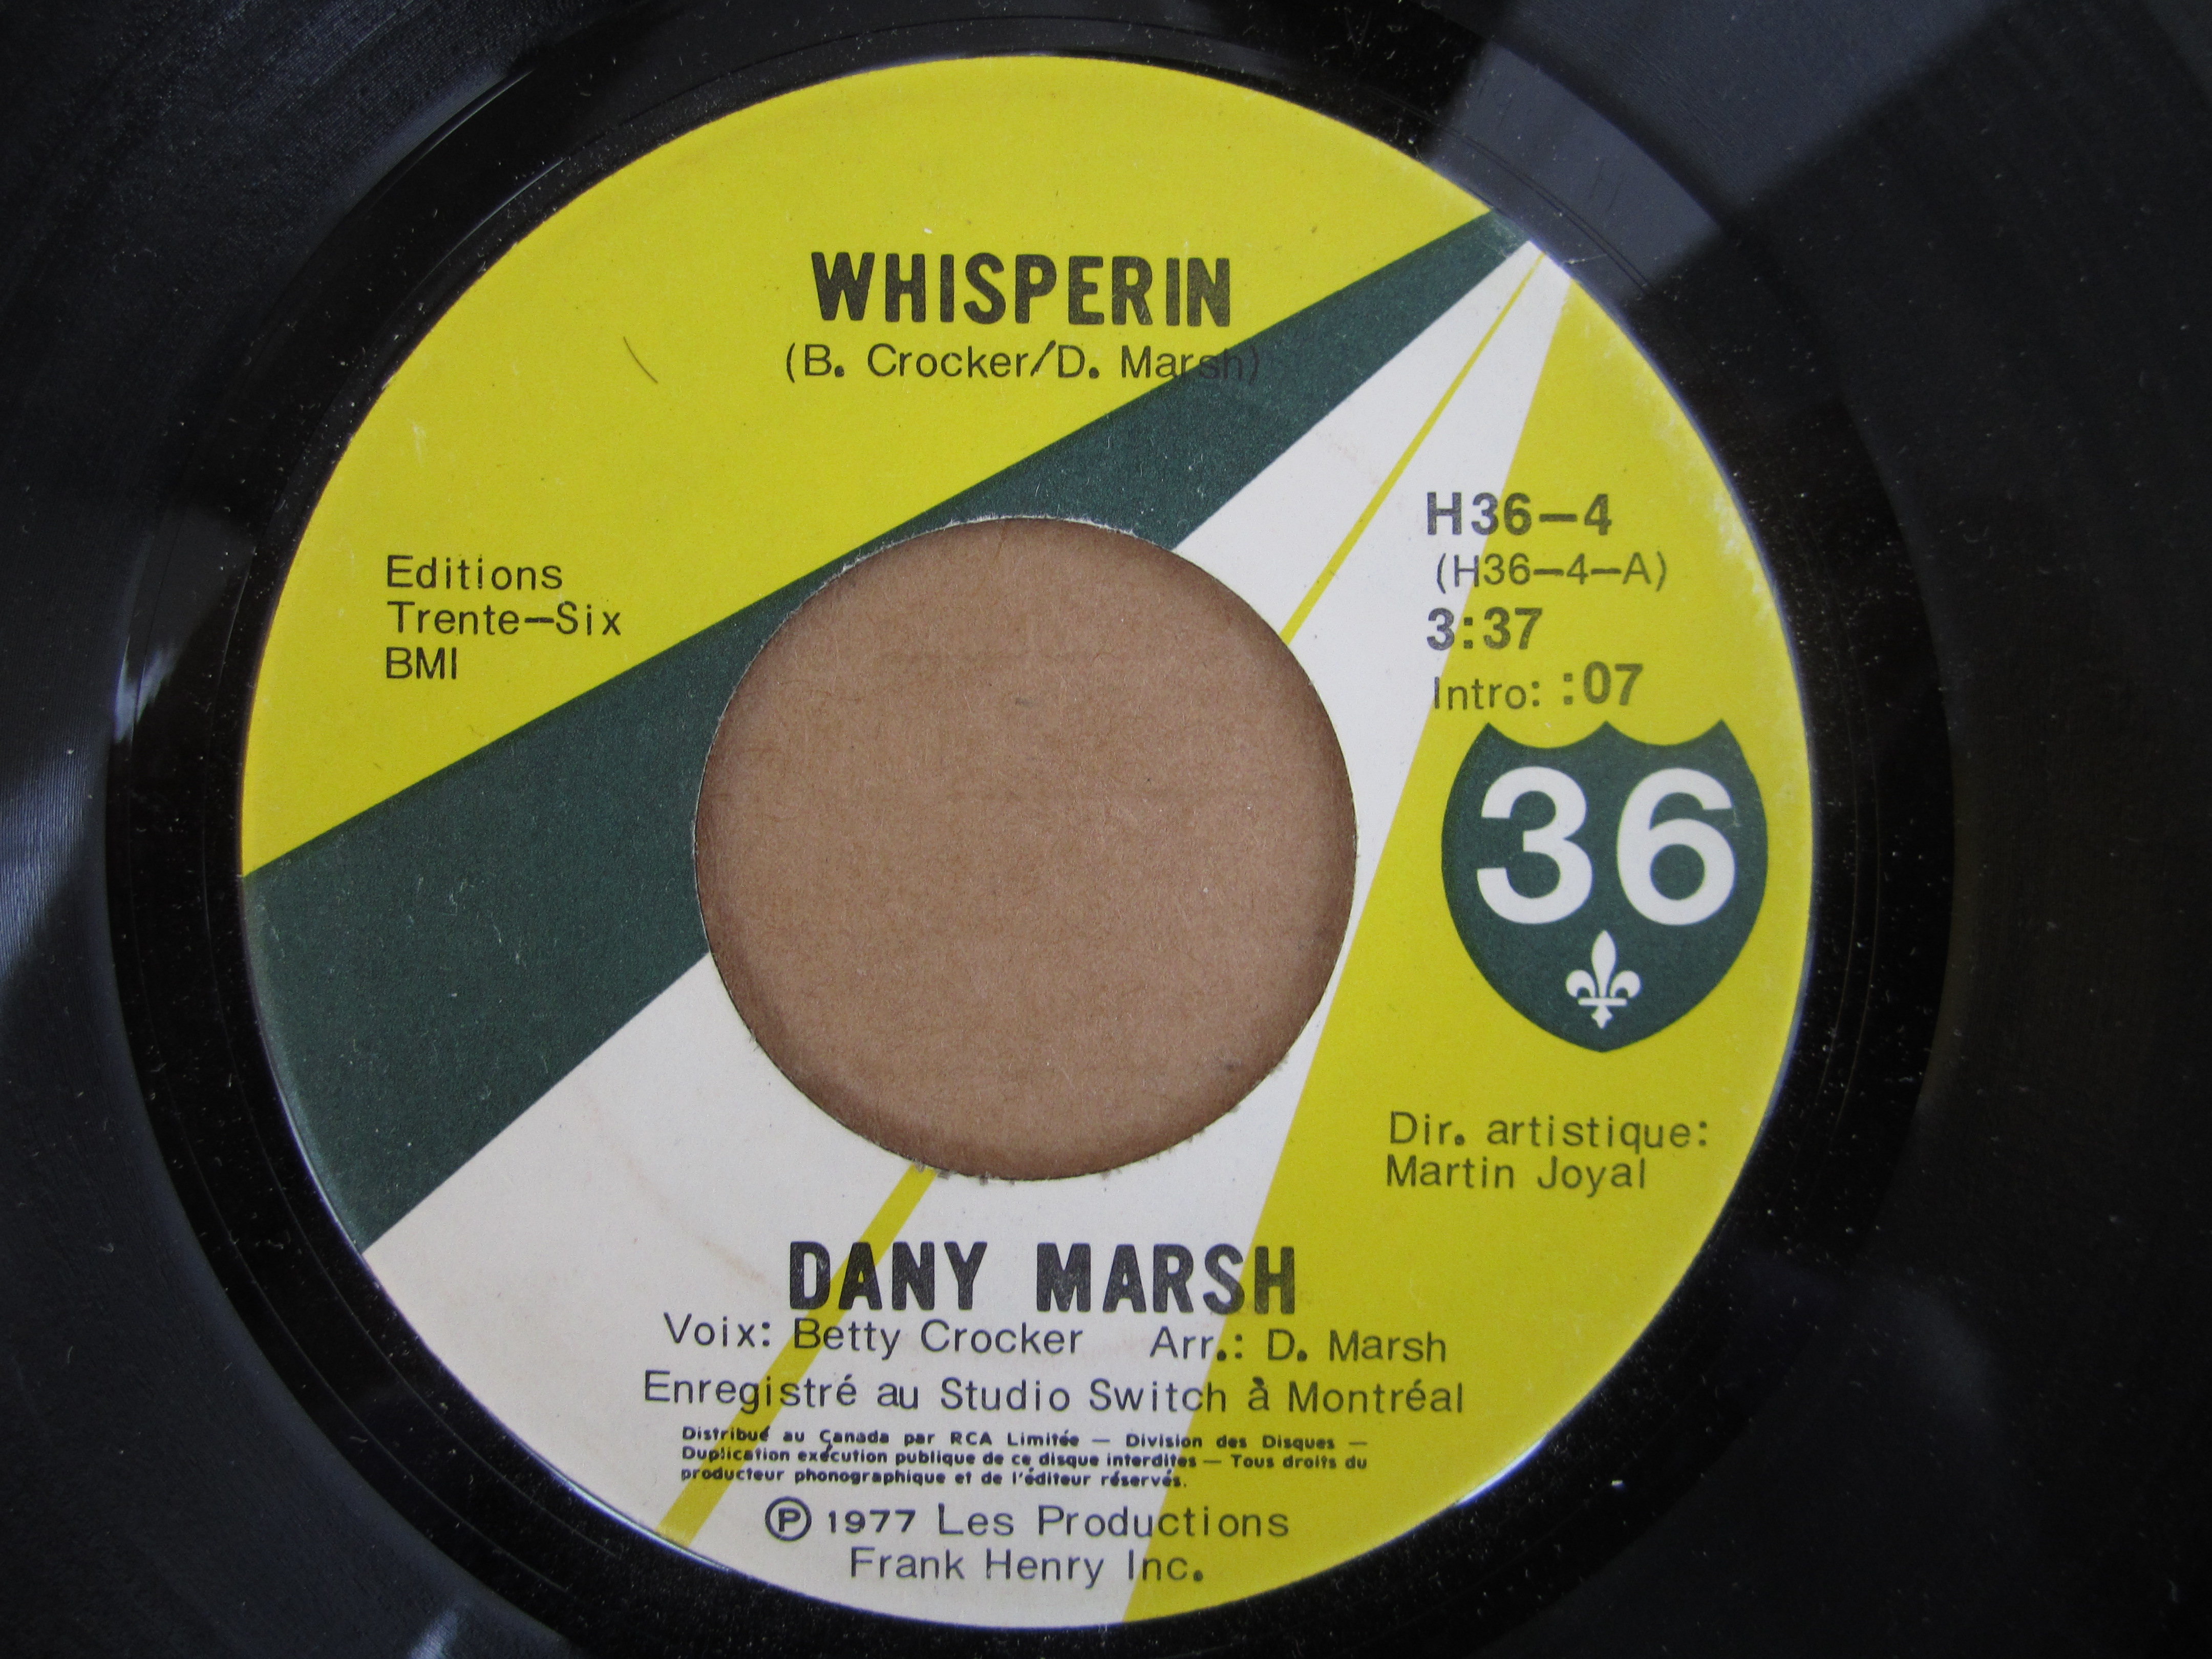 WHISPERIN
(B. Crocker/D. Marsh)
Editions
Trente-Six
BMI
H36-4
(H36-4-A)
3:37
Intro: :07
36
Dir. artistique:
Martin Joyal
DANY MARSH
Voix: Betty Crocker Arr.: D. Marsh
Enregistré au Studio Switch à Montréal
Distribué au Canada par RCA Limitée — Division des Disques —
Duplication exécution publique de ce disque interdites — Tous droits du
producteur phonographique et de l'éditeur réservés.
Ⓟ 1977 Les Productions
Frank Henry Inc.